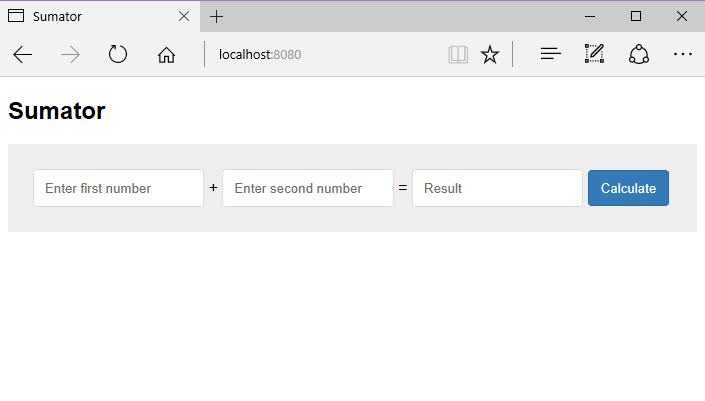 Sumator
localhost:8080
Sumator
Enter first number + Enter second number = Result Calculate